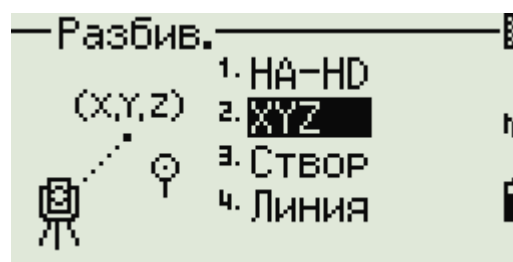 Разбив.
1. HA-HD
(X,Y,Z) 2. XYZ
3. Створ
4. Линия